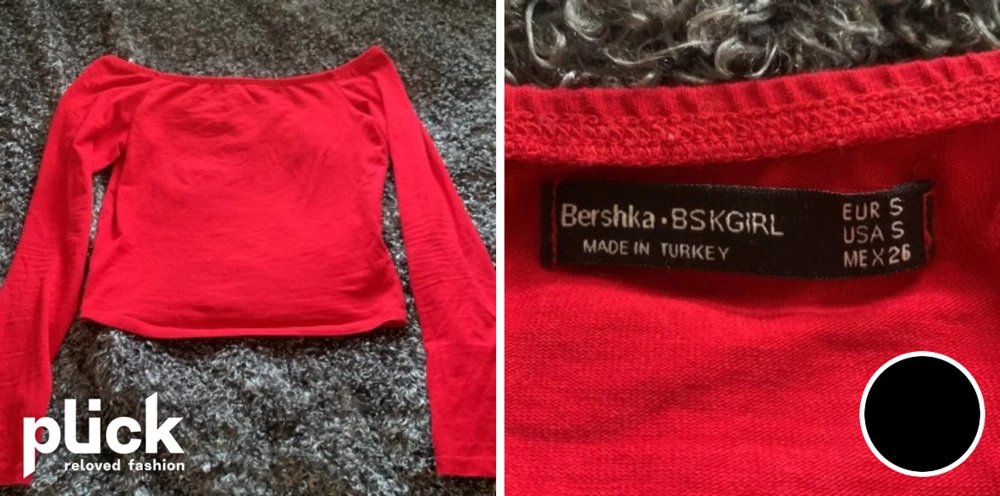 plick
reloved fashion
Bershka • BSKGIRL
MADE IN TURKEY
EUR S
USA S
MEX 26